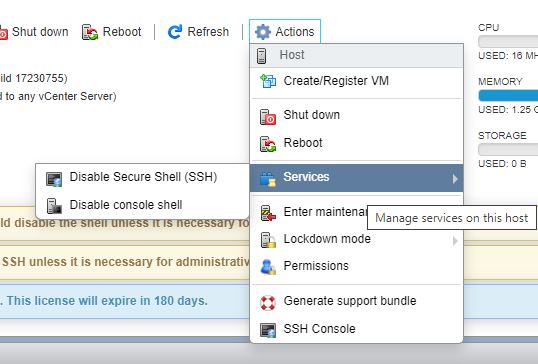 Shut down Reboot Refresh Actions
CPU
Host
USED: 16 MH
ild 17230755)
Create/Register VM
MEMORY
d to any vCenter Server)
USED: 1.25 G
Shut down
STORAGE
Reboot
USED: 0 B
Disable Secure Shell (SSH)
Services
Disable console shell
Enter maintenan
Manage services on this host
ld disable the shell unless it is necessary fo
Lockdown mode
SSH unless it is necessary for administrativ
Permissions
. This license will expire in 180 days.
Generate support bundle
SSH Console